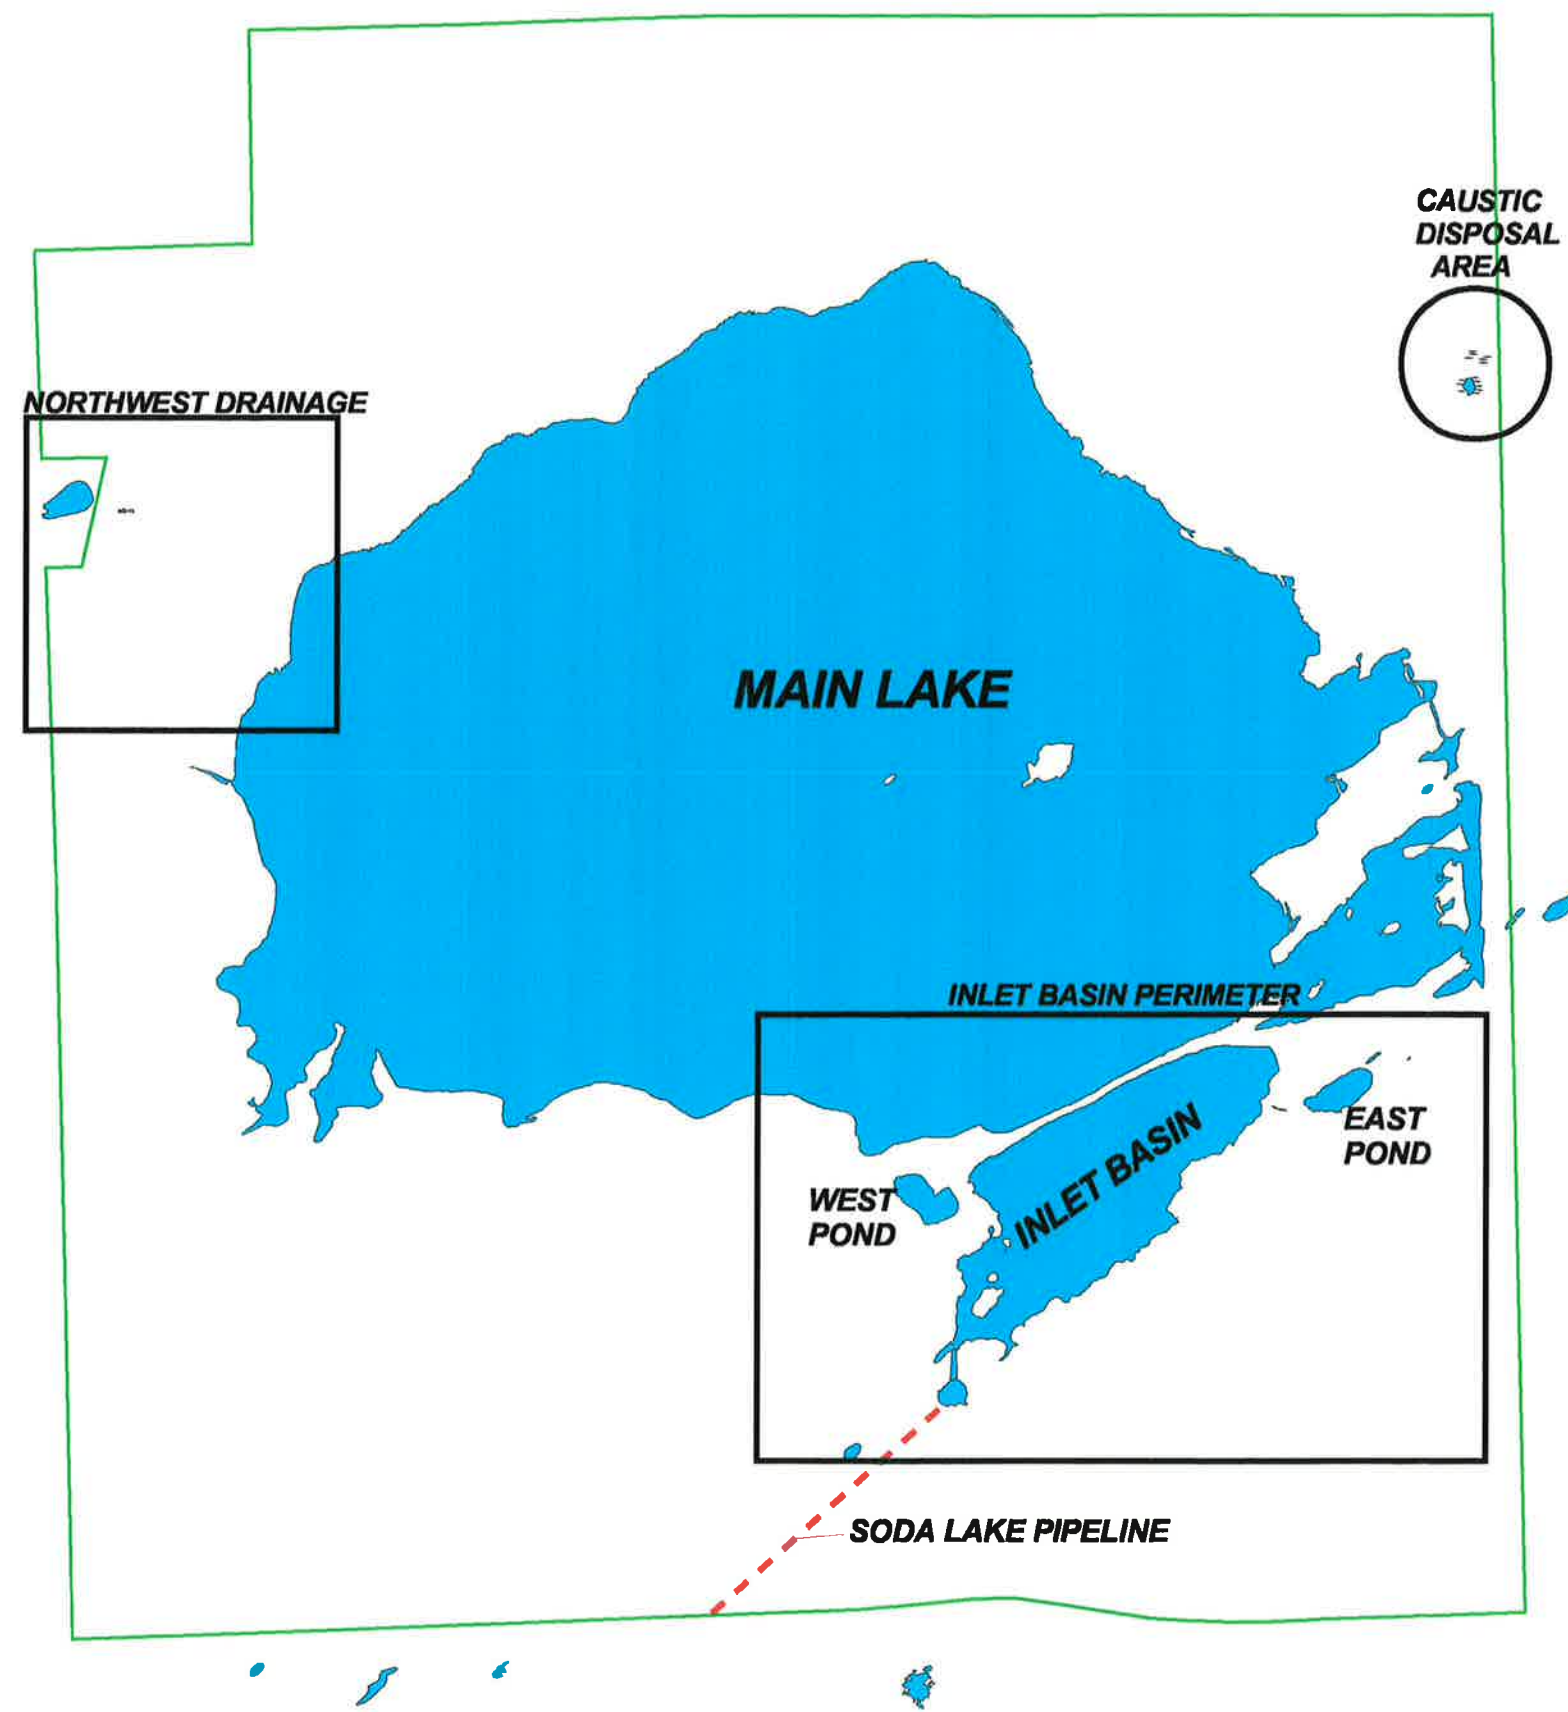 CAUSTIC
DISPOSAL
AREA
NORTHWEST DRAINAGE
MAIN LAKE
INLET BASIN PERIMETER
EAST
POND
INLET BASIN
WEST
POND
SODA LAKE PIPELINE